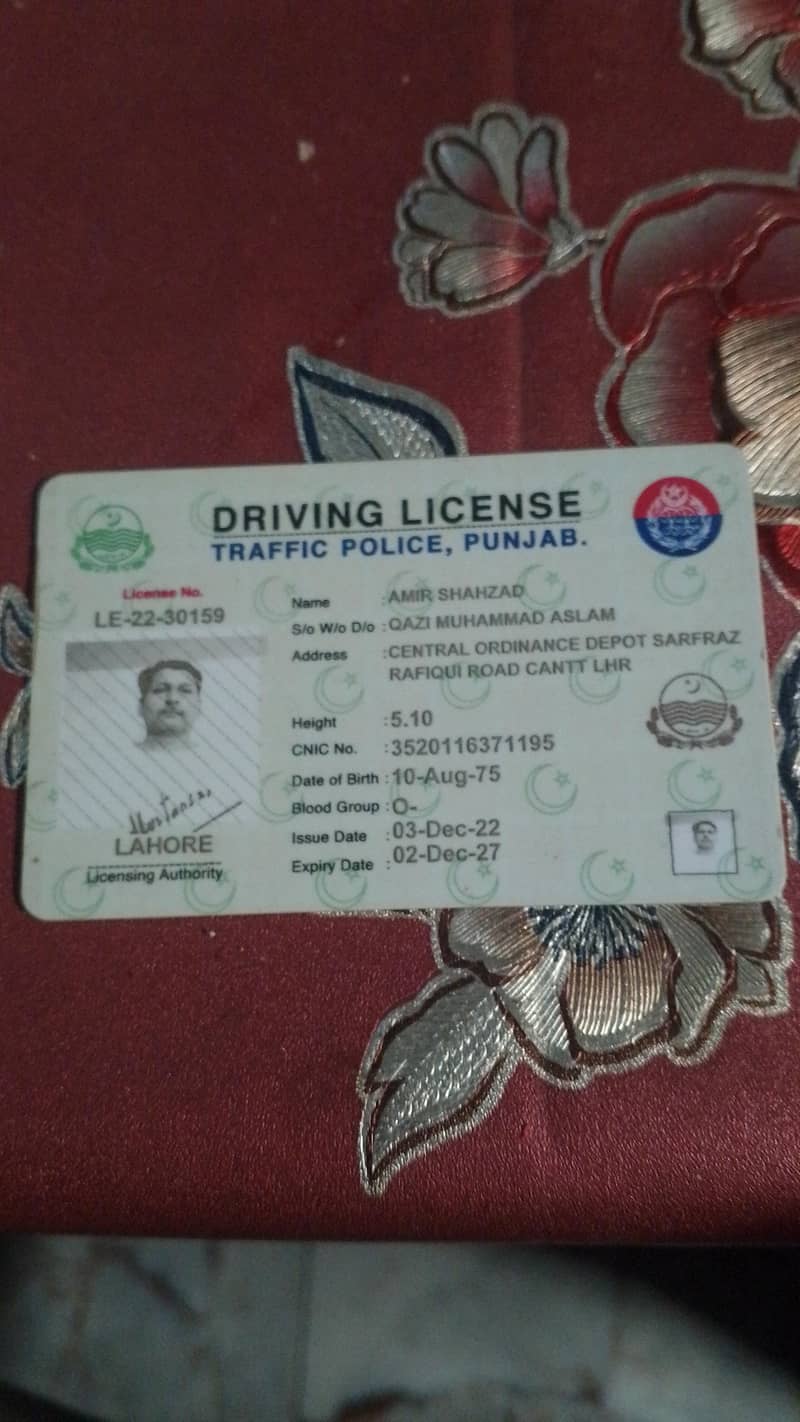 DRIVING LICENSE
TRAFFIC POLICE, PUNJAB.
License No.
LE-22-30159
Name : AMIR SHAHZAD
S/o W/o D/o : QAZI MUHAMMAD ASLAM
Address : CENTRAL ORDINANCE DEPOT SARFRAZ
RAFIQUI ROAD CANTT LHR
Height : 5.10
CNIC No. : 3520116371195
Date of Birth : 10-Aug-75
Blood Group : O-
Issue Date : 03-Dec-22
Expiry Date : 02-Dec-27
LAHORE
Licensing Authority